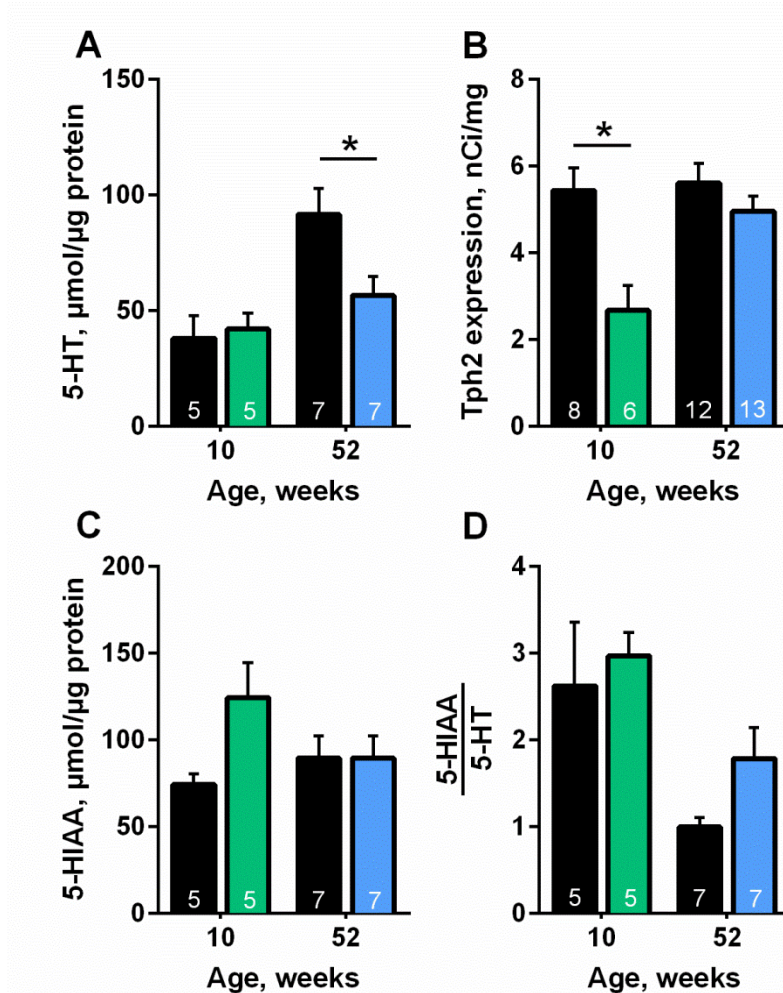 A
5-HT, µmol/µg protein
150
100
50
0
*
5 5 7 7
10 52
Age, weeks
B
Tph2 expression, nCi/mg
8
6
4
2
0
*
8 6 12 13
10 52
Age, weeks
C
5-HIAA, µmol/µg protein
200
150
100
50
0
5 5 7 7
10 52
Age, weeks
D
5-HIAA
5-HT
4
3
2
1
0
5 5 7 7
10 52
Age, weeks